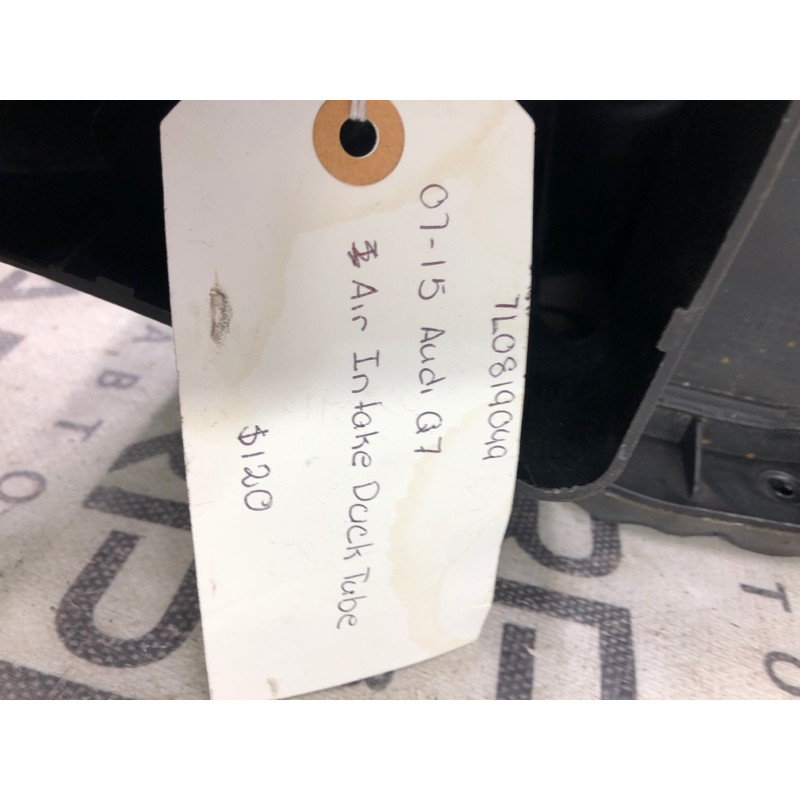 7L0819049
07-15 Audi Q7
Air Intake Duck Tube
$120